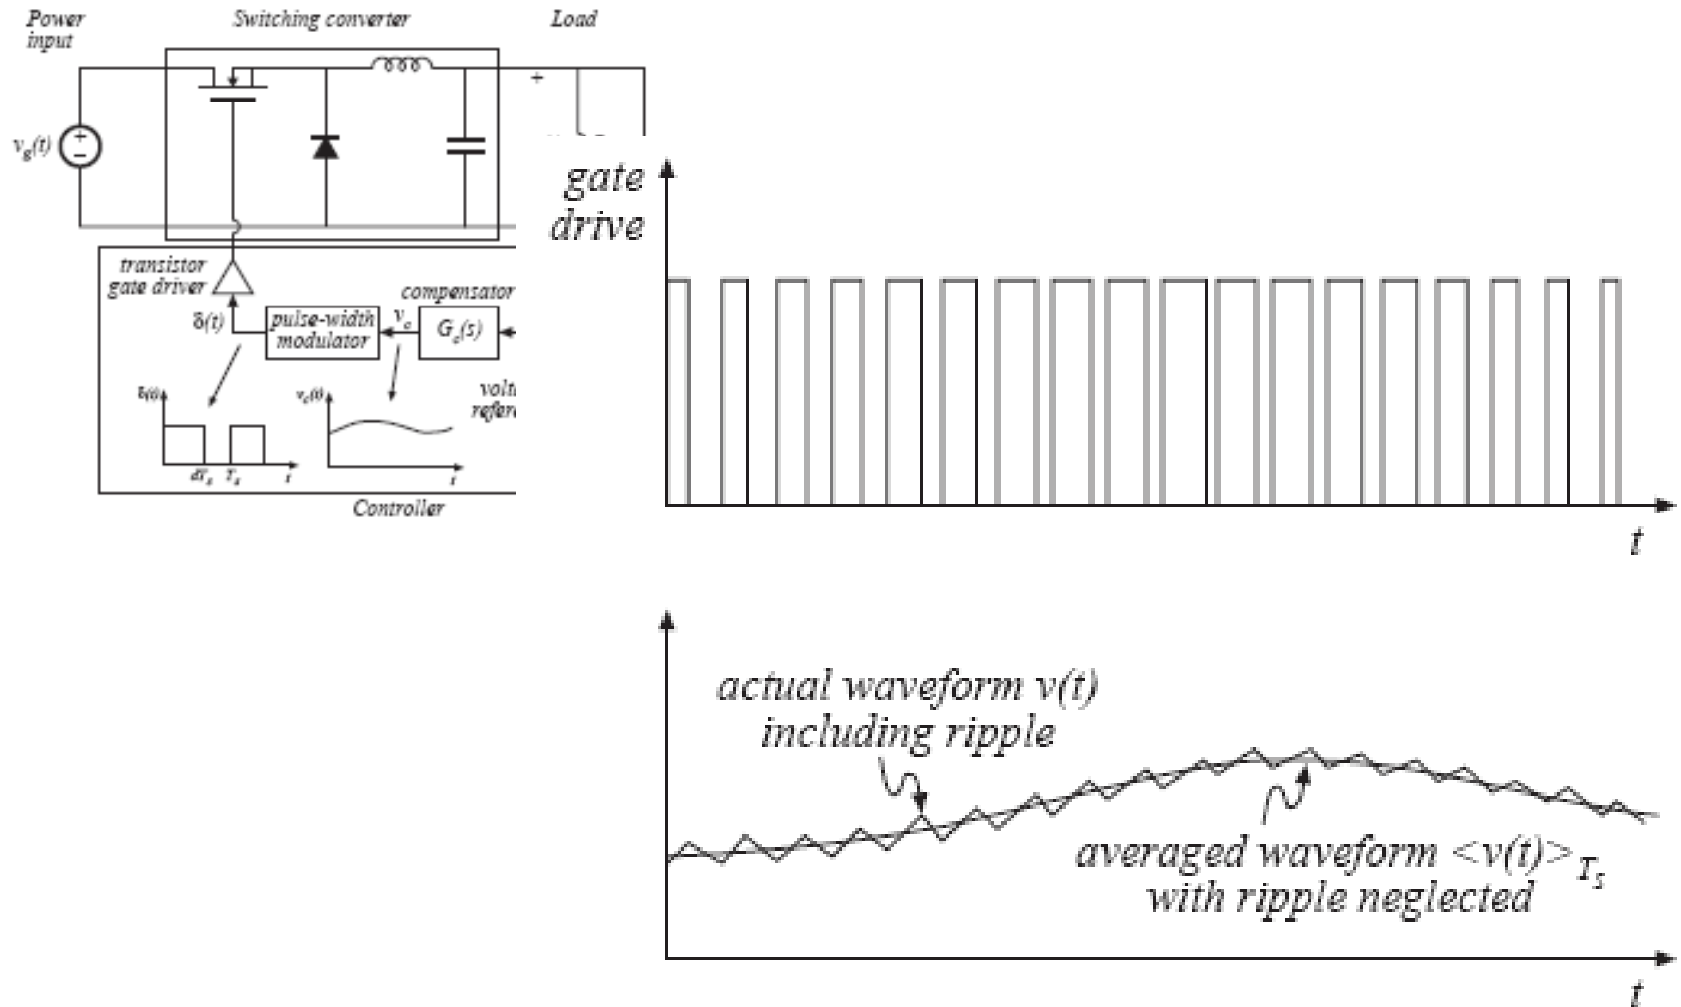 Power
input
Switching converter
Load
+
v_g(t)
+
–
transistor
gate driver
compensator
δ(t)
pulse-width
modulator
v_c
G_c(s)
δ(t)
v_c(t)
dT_s
T_s
t
t
Controller
gate
drive
t
actual waveform v(t)
including ripple
averaged waveform <v(t)>_T_s
with ripple neglected
t